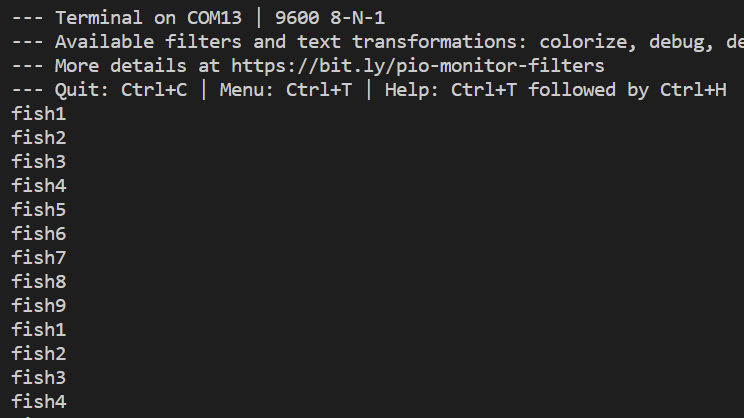 --- Terminal on COM13 | 9600 8-N-1
--- Available filters and text transformations: colorize, debug,
--- More details at https://bit.ly/pio-monitor-filters
--- Quit: Ctrl+C | Menu: Ctrl+T | Help: Ctrl+T followed by Ctrl+H
fish1
fish2
fish3
fish4
fish5
fish6
fish7
fish8
fish9
fish1
fish2
fish3
fish4